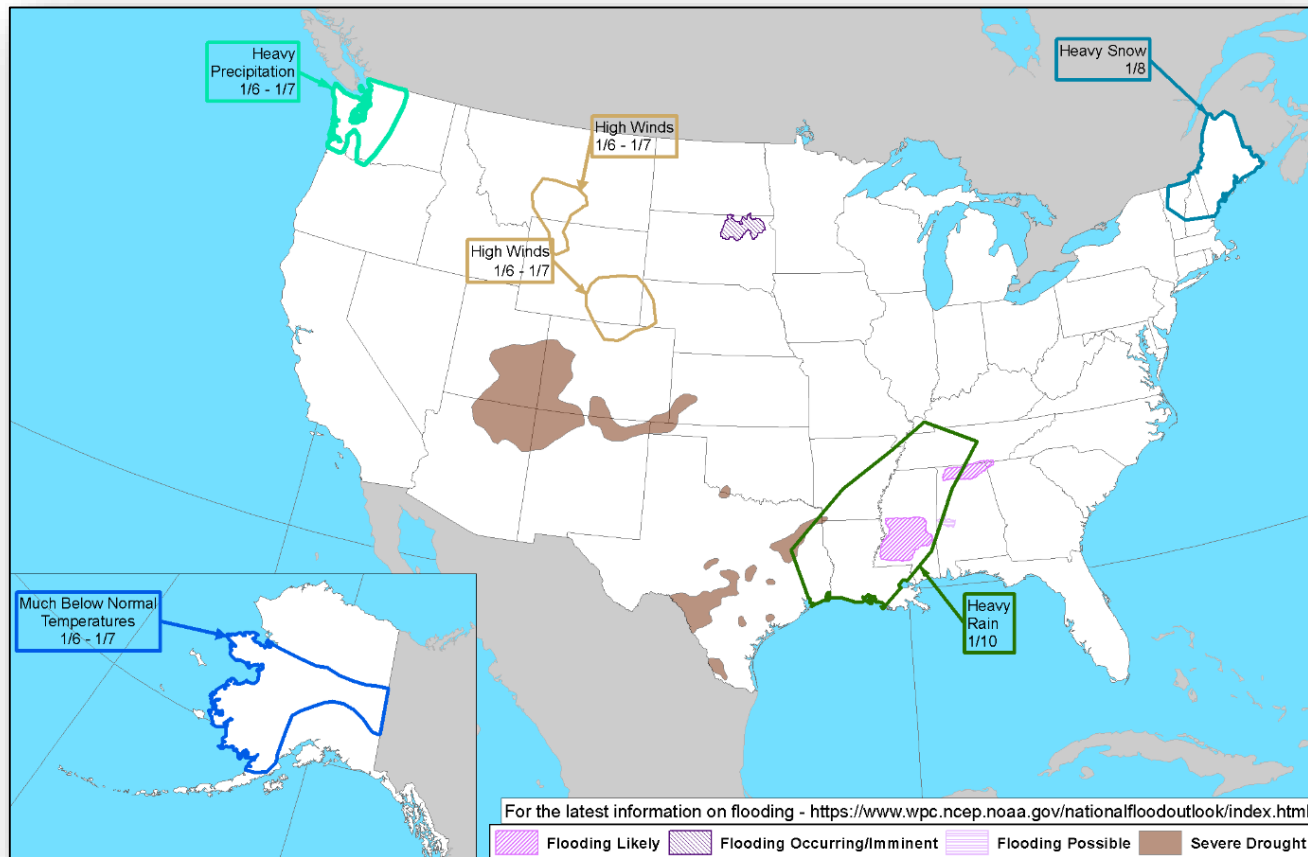 Heavy
Precipitation
1/6 - 1/7
Heavy Snow
1/8
High Winds
1/6 - 1/7
High Winds
1/6 - 1/7
Much Below Normal
Temperatures
1/6 - 1/7
Heavy
Rain
1/10
For the latest information on flooding - https://www.wpc.ncep.noaa.gov/nationalfloodoutlook/index.html
Flooding Likely
Flooding Occurring/Imminent
Flooding Possible
Severe Drought